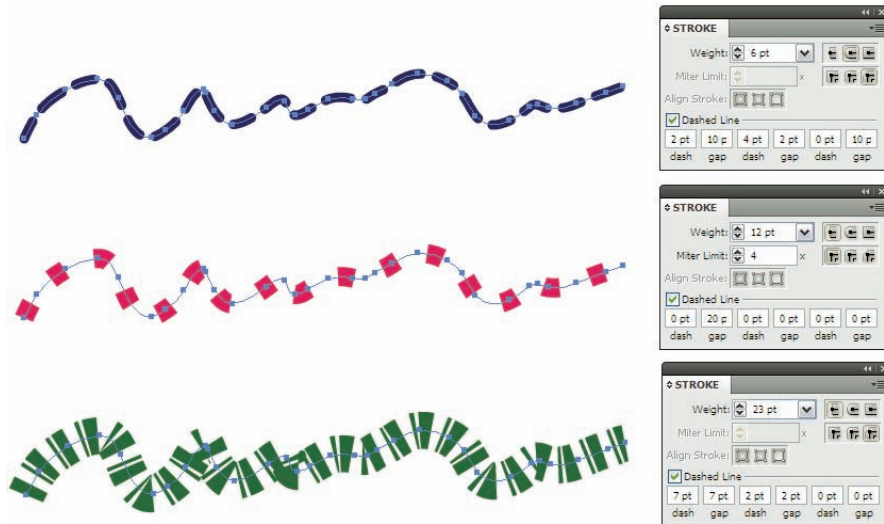 STROKE
Weight: 6 pt
Miter Limit: x
Align Stroke:
Dashed Line
2 pt 10 p 4 pt 2 pt 0 pt 10 p
dash gap dash gap dash gap
STROKE
Weight: 12 pt
Miter Limit: 4 x
Align Stroke:
Dashed Line
0 pt 20 p 0 pt 0 pt 0 pt 0 pt
dash gap dash gap dash gap
STROKE
Weight: 23 pt
Miter Limit: x
Align Stroke:
Dashed Line
7 pt 7 pt 2 pt 2 pt 0 pt 0 pt
dash gap dash gap dash gap